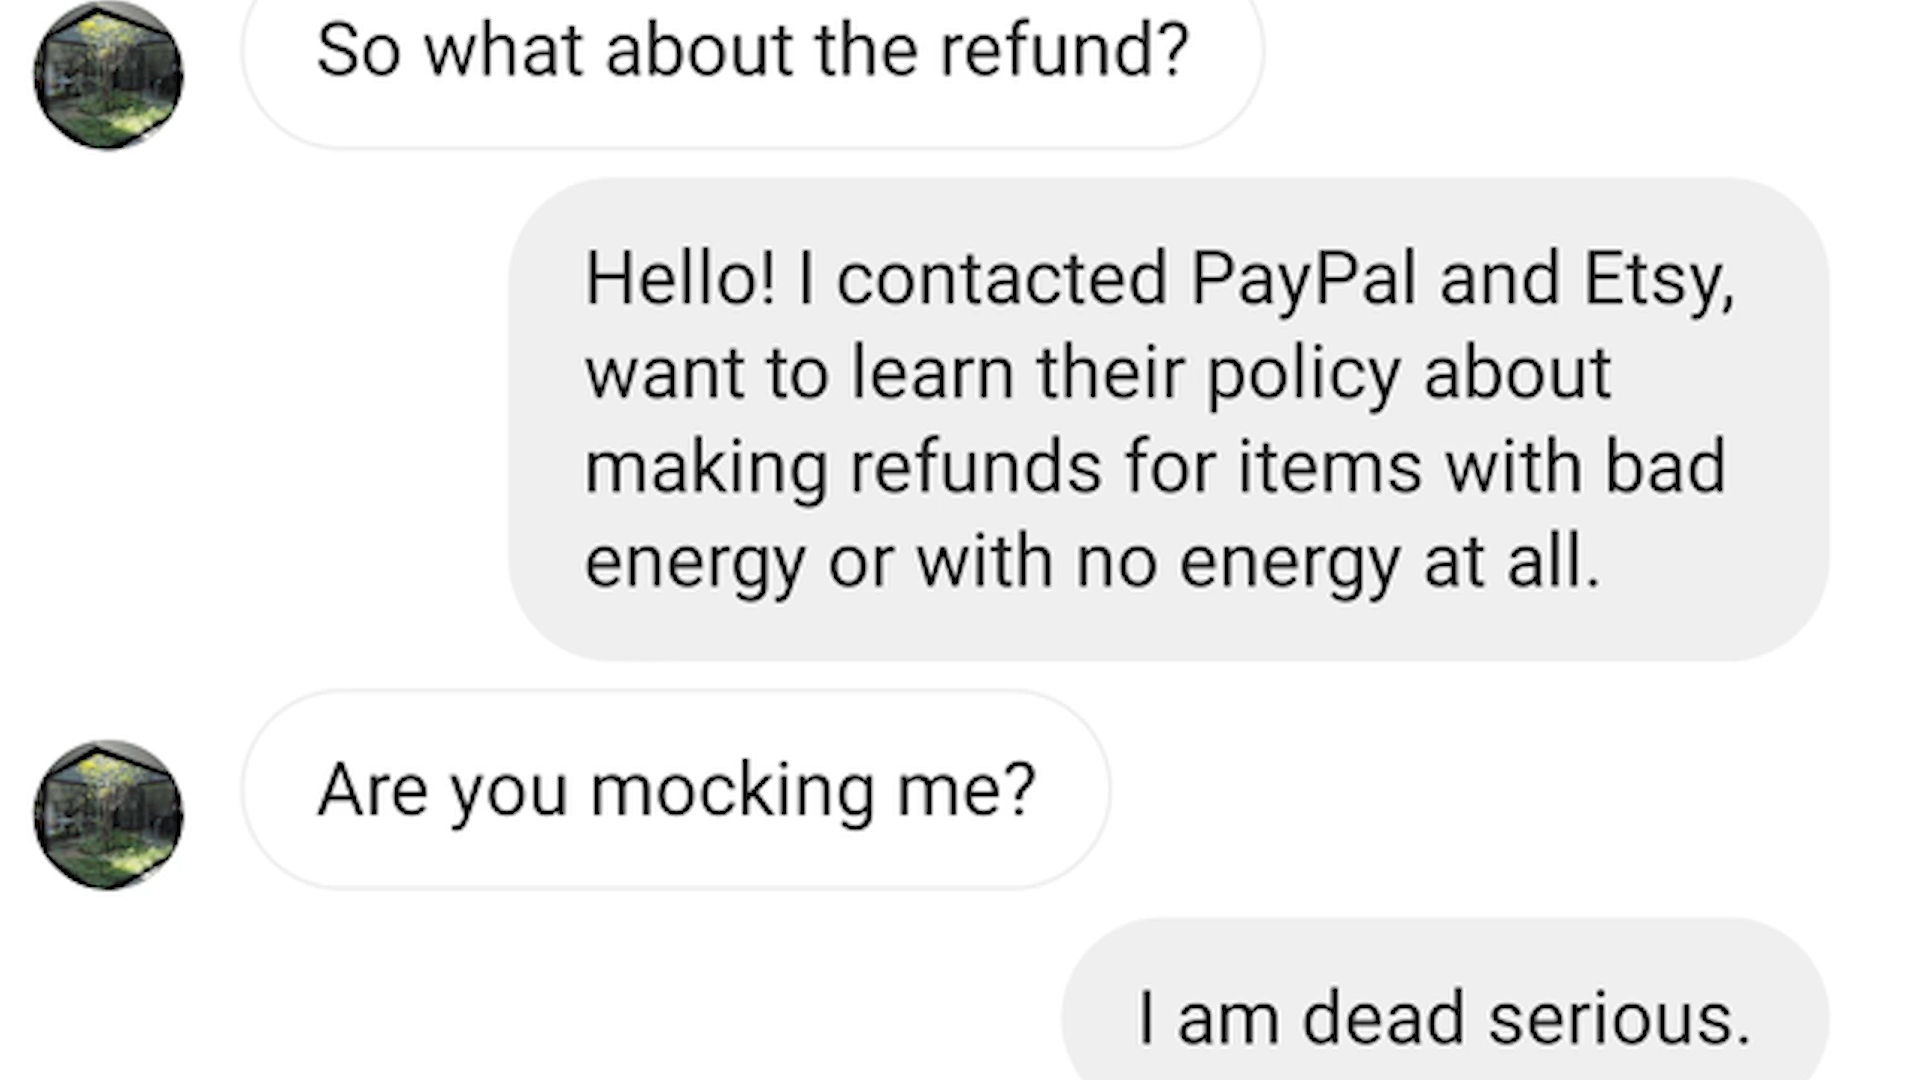 So what about the refund?
Hello! I contacted PayPal and Etsy,
want to learn their policy about
making refunds for items with bad
energy or with no energy at all.
Are you mocking me?
I am dead serious.